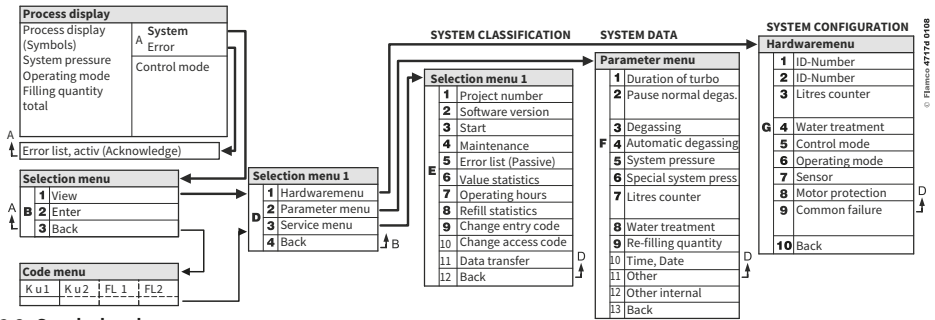 Process display
Process display
(Symbols)
System pressure
Operating mode
Filling quantity
total
A System
Error
Control mode
A
Error list, activ (Acknowledge)
Selection menu
B
1 View
2 Enter
3 Back
A
Code menu
K u 1 K u 2 FL 1 FL2
Selection menu 1
D
1 Hardwaremenu
2 Parameter menu
3 Service menu
4 Back
B
SYSTEM CLASSIFICATION
Selection menu 1
E
1 Project number
2 Software version
3 Start
4 Maintenance
5 Error list (Passive)
6 Value statistics
7 Operating hours
8 Refill statistics
9 Change entry code
10 Change access code
11 Data transfer
12 Back
D
SYSTEM DATA
Parameter menu
F
1 Duration of turbo
2 Pause normal degas.
3 Degassing
4 Automatic degassing
5 System pressure
6 Special system press
7 Litres counter
8 Water treatment
9 Re-filling quantity
10 Time, Date
11 Other
12 Other internal
13 Back
D
SYSTEM CONFIGURATION
Hardwaremenu
G
1 ID-Number
2 ID-Number
3 Litres counter
4 Water treatment
5 Control mode
6 Operating mode
7 Sensor
8 Motor protection
9 Common failure
10 Back
D
© Flamco 4717d 0108